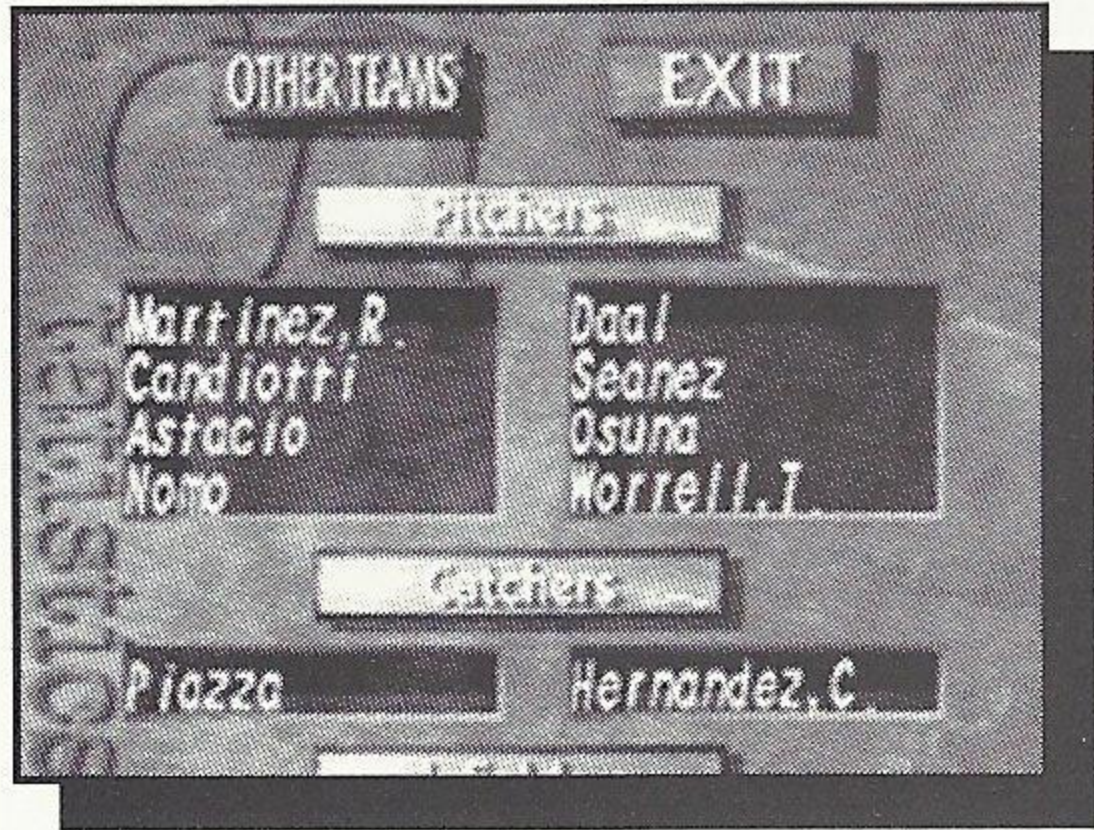 OTHER TEAMS
EXIT
Pitchers
Martinez,R.
Candiotti
Astacio
Nomo
Daal
Seanez
Osuna
Worrell,T.
Catchers
Piazza
Hernandez,C.